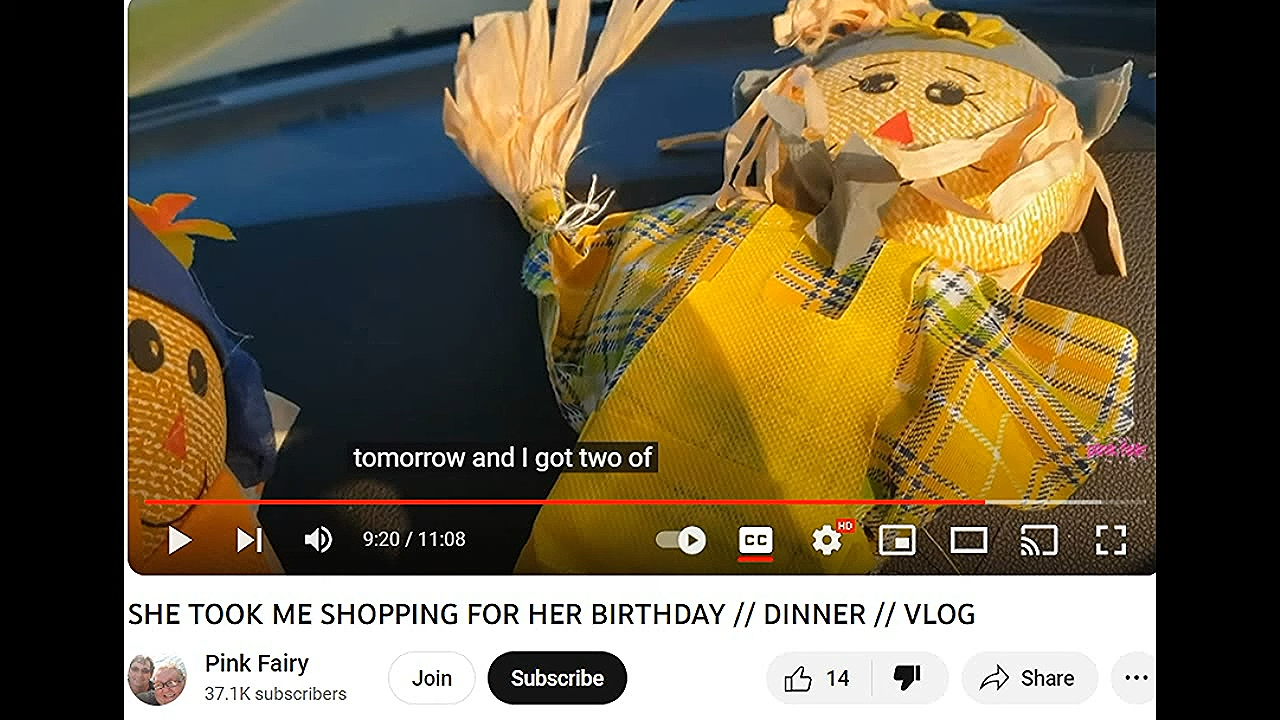 tomorrow and I got two of
9:20 / 11:08
CC
HD
SHE TOOK ME SHOPPING FOR HER BIRTHDAY // DINNER // VLOG
Pink Fairy
37.1K subscribers
Join
Subscribe
14
Share